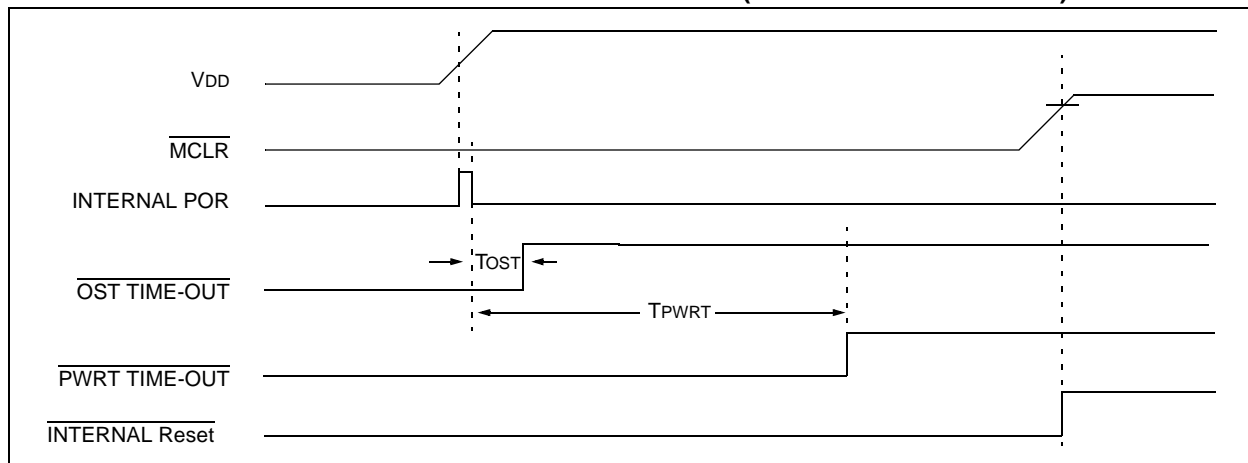 (
)
VDD
MCLR
INTERNAL POR
TOST
OST TIME-OUT
TPWRT
PWRT TIME-OUT
INTERNAL Reset